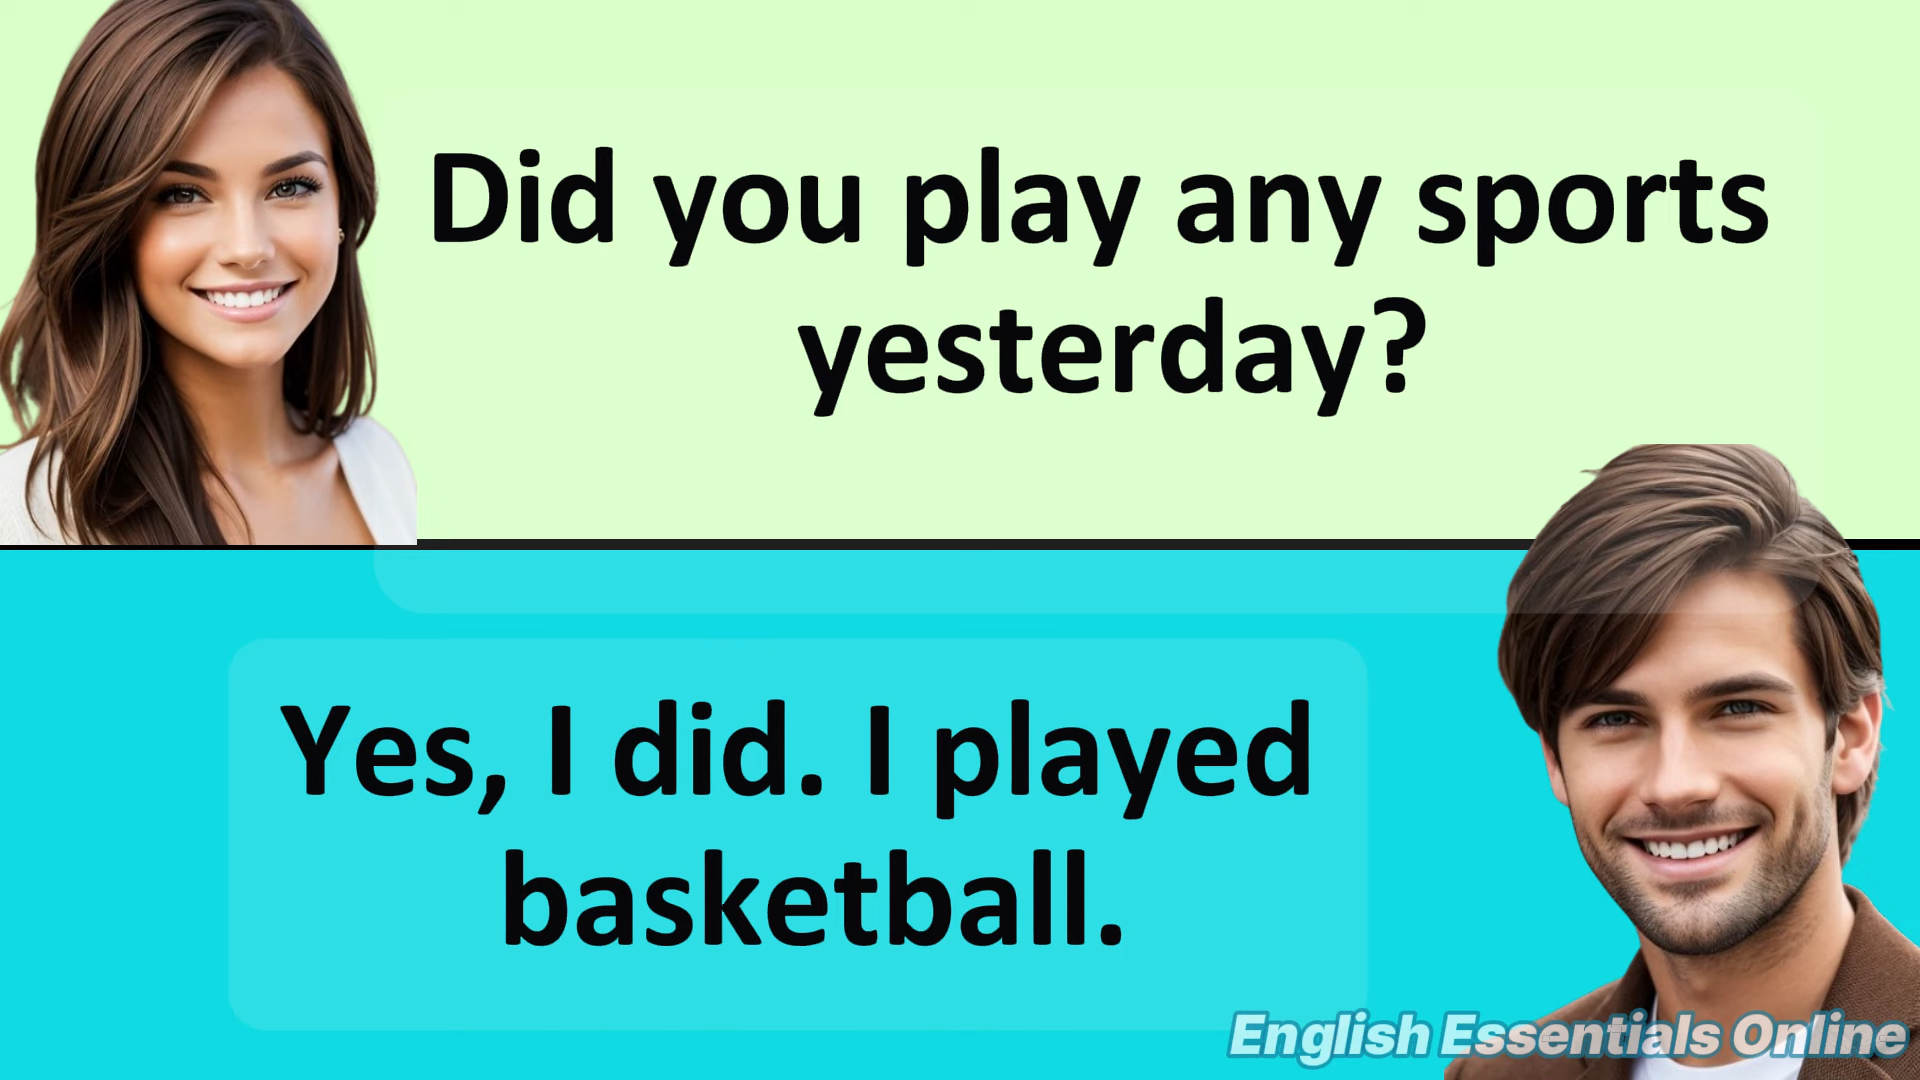 Did you play any sports
yesterday?
Yes, I did. I played
basketball.
English Essentials Online